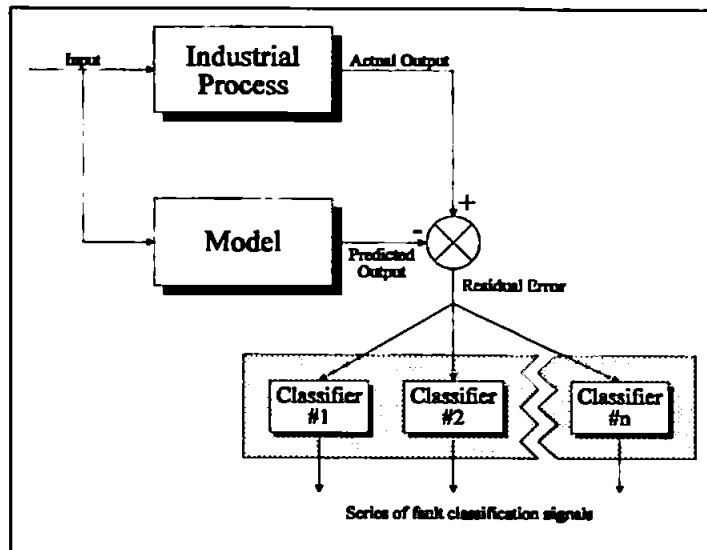 Input
Industrial
Process
Actual Output
+
Model
-
Predicted
Output
Residual Error
Classifier
#1
Classifier
#2
Classifier
#n
Series of fault classification signals